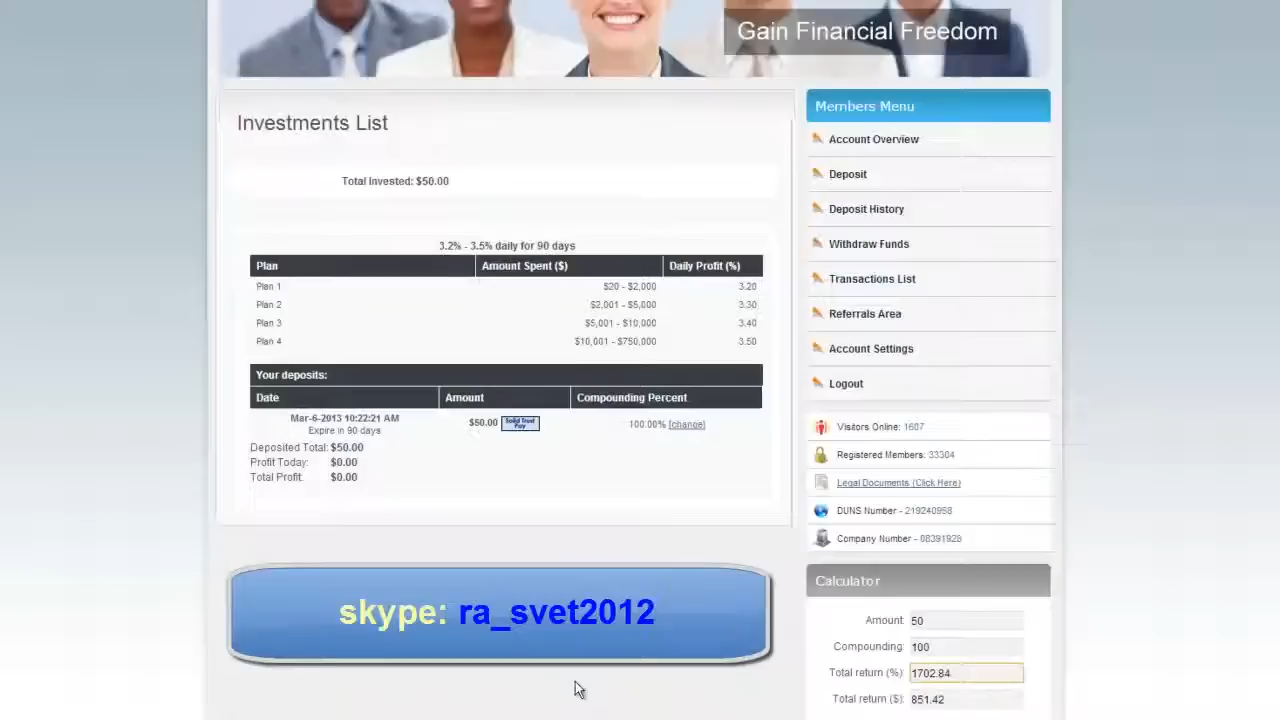 Gain Financial Freedom
Investments List
Total Invested: $50.00
3.2% - 3.5% daily for 90 days
Plan Amount Spent ($) Daily Profit (%)
Plan 1 $20 - $2,000 3.20
Plan 2 $2,001 - $5,000 3.30
Plan 3 $5,001 - $10,000 3.40
Plan 4 $10,001 - $750,000 3.50
Your deposits:
Date Amount Compounding Percent
Mar-6-2013 10:22:21 AM
Expire in 90 days
$50.00 Solid Trust Pay 100.00% [change]
Deposited Total: $50.00
Profit Today: $0.00
Total Profit: $0.00
skype: ra_svet2012
Members Menu
Account Overview
Deposit
Deposit History
Withdraw Funds
Transactions List
Referrals Area
Account Settings
Logout
Visitors Online: 1607
Registered Members: 33304
Legal Documents (Click Here)
DUNS Number - 219240958
Company Number - 08391928
Calculator
Amount: 50
Compounding: 100
Total return (%): 1702.84
Total return ($): 851.42